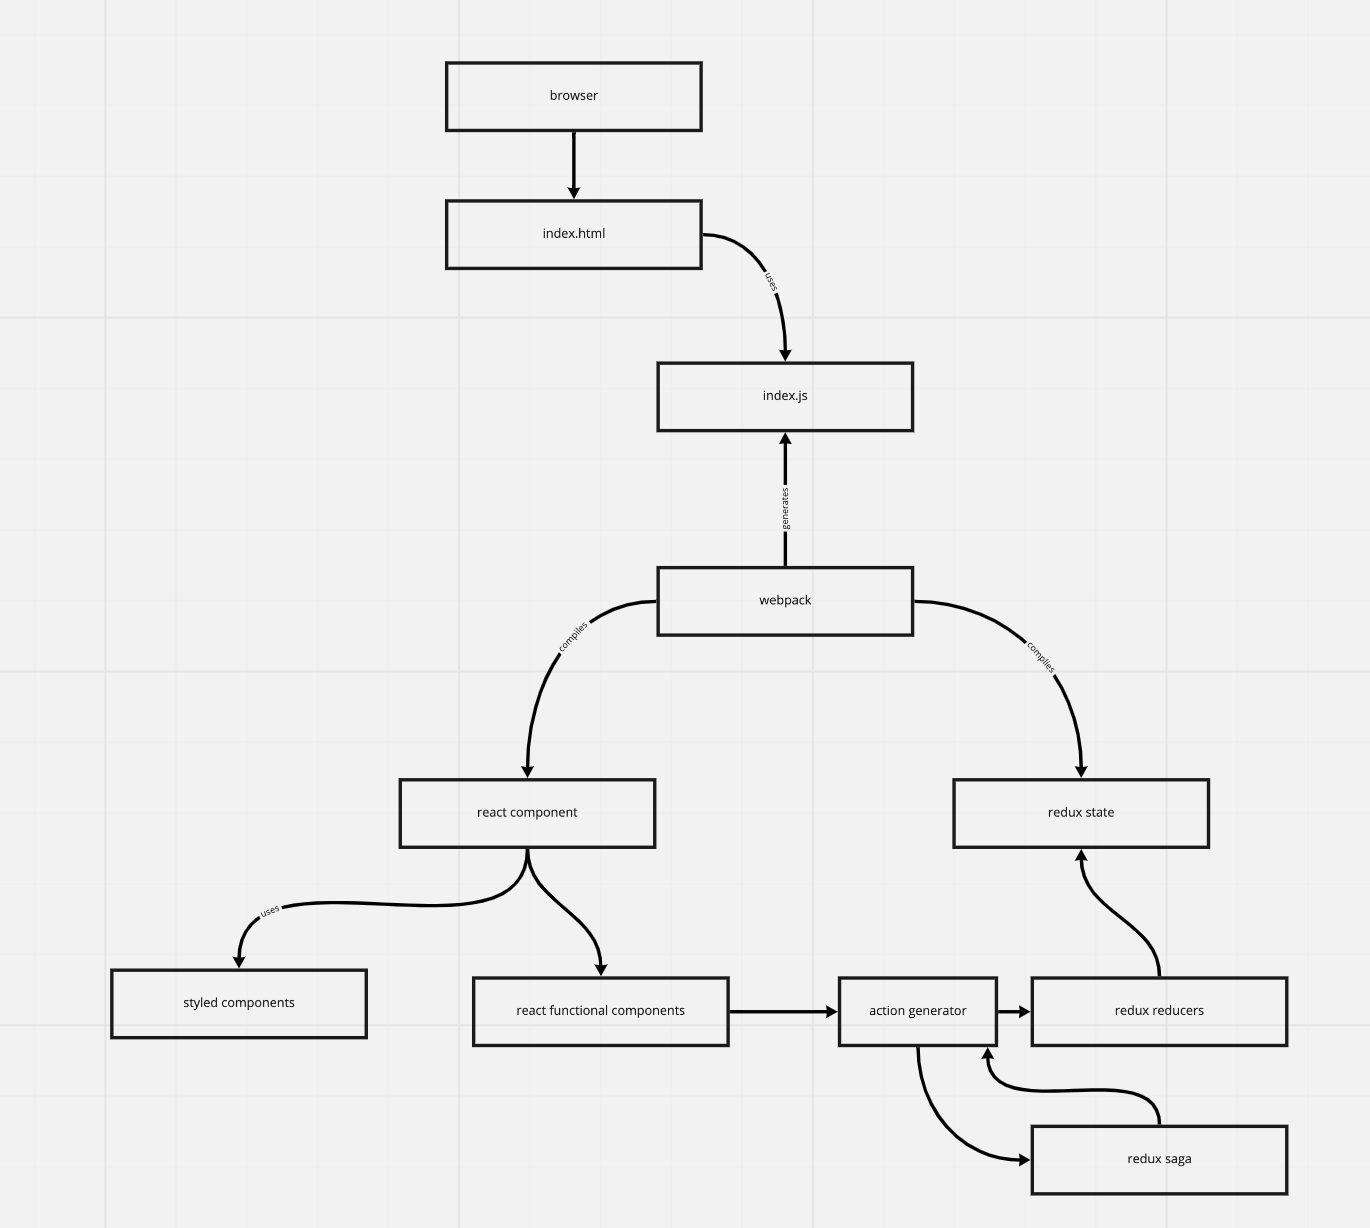 browser
index.html
uses
index.js
generates
webpack
compiles
complies
react component
redux state
uses
styled components
react functional components
action generator
redux reducers
redux saga